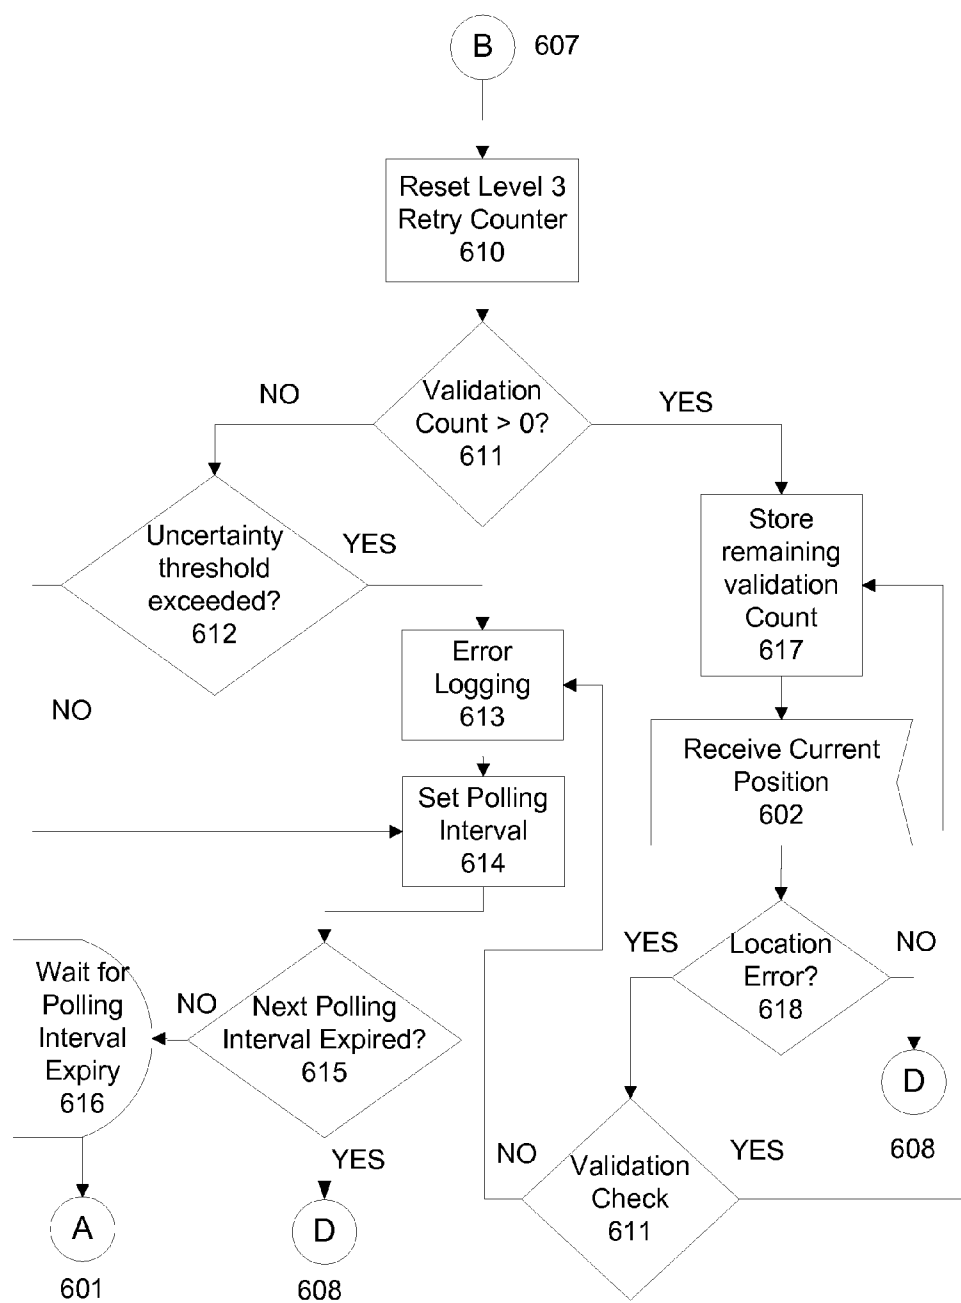 B
607
Reset Level 3
Retry Counter
610
Validation
Count > 0?
611
NO
YES
Uncertainty
threshold
exceeded?
612
YES
NO
Store
remaining
validation
Count
617
Error
Logging
613
Receive Current
Position
602
Set Polling
Interval
614
Location
Error?
618
YES
NO
Wait for
Polling
Interval
Expiry
616
NO
Next Polling
Interval Expired?
615
D
608
YES
Validation
Check
611
NO
YES
A
601
D
608